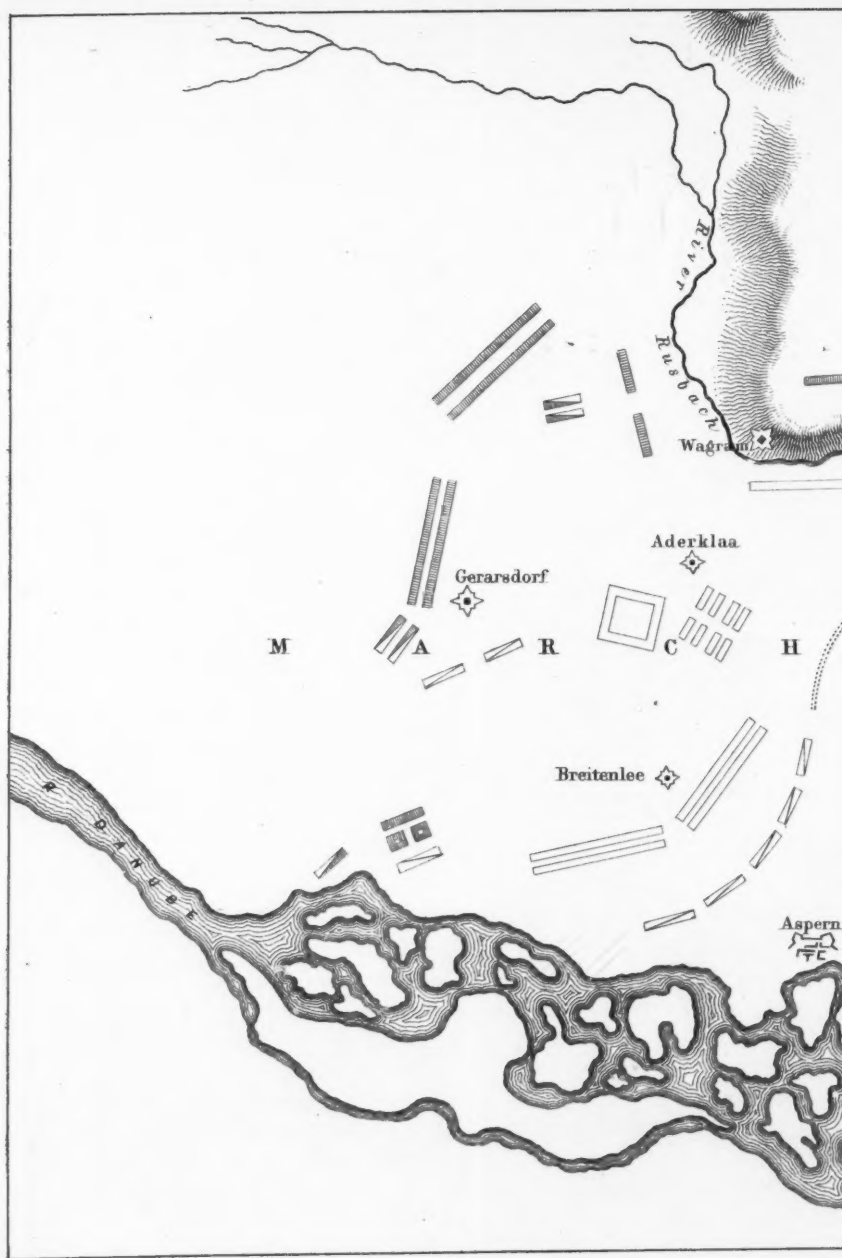 River
Rusbach
Wagram
Aderklaa
Gerarsdorf
M A R C H
Breitenlee
R. DANUBE
Aspern